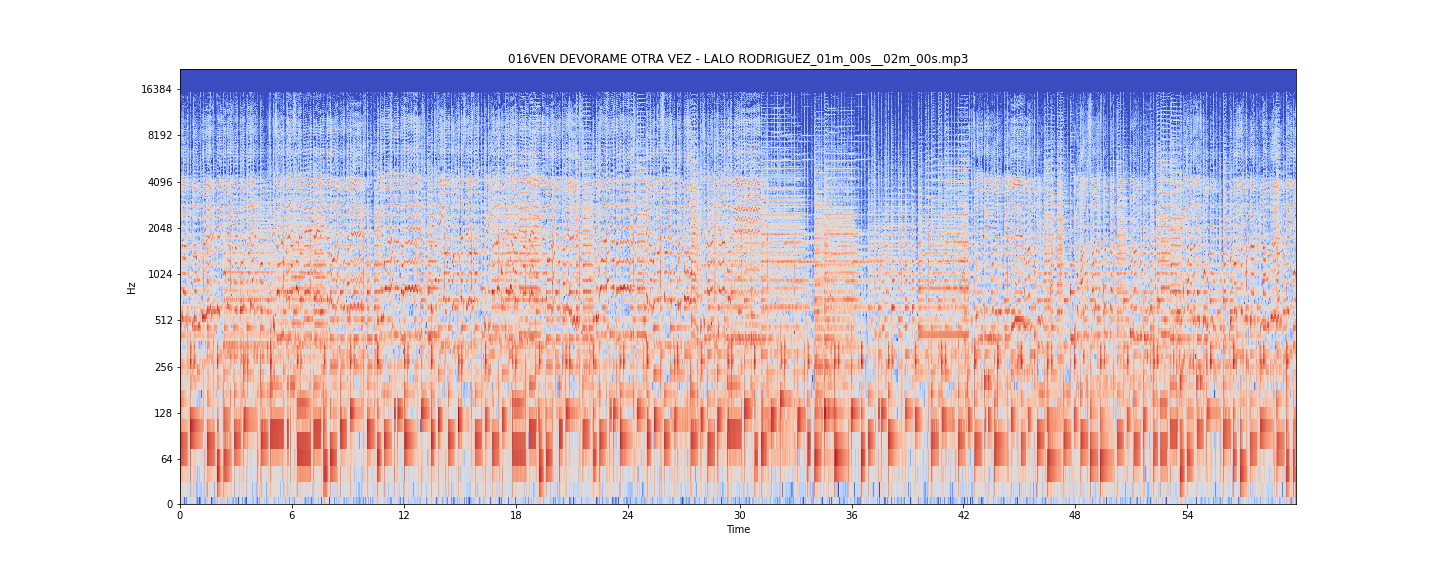 016VEN DEVORAME OTRA VEZ - LALO RODRIGUEZ_01m_00s__02m_00s.mp3
16384
8192
4096
2048
1024
512
256
128
64
0
Hz
0 6 12 18 24 30 36 42 48 54
Time